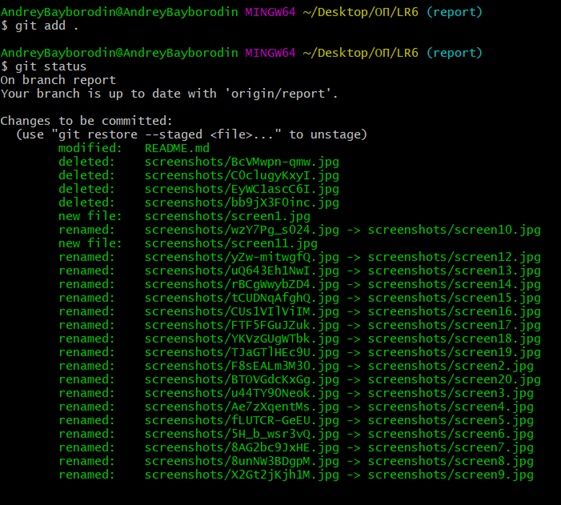 AndreyBayborodin@AndreyBayborodin MINGW64 ~/Desktop/ОП/LR6 (report)
$ git add .
AndreyBayborodin@AndreyBayborodin MINGW64 ~/Desktop/ОП/LR6 (report)
$ git status
On branch report
Your branch is up to date with 'origin/report'.
Changes to be committed:
(use "git restore --staged <file>..." to unstage)
modified: README.md
deleted: screenshots/BcVMwpn-qmw.jpg
deleted: screenshots/COclugyKxyI.jpg
deleted: screenshots/EyWC1ascC6I.jpg
deleted: screenshots/bb9jX3FOinc.jpg
new file: screenshots/screen1.jpg
renamed: screenshots/wzY7Pg_sO24.jpg -> screenshots/screen10.jpg
new file: screenshots/screen11.jpg
renamed: screenshots/yZw-mitwgfQ.jpg -> screenshots/screen12.jpg
renamed: screenshots/uQ643Eh1NwI.jpg -> screenshots/screen13.jpg
renamed: screenshots/rBCgWwybZD4.jpg -> screenshots/screen14.jpg
renamed: screenshots/tCUDNqAfghQ.jpg -> screenshots/screen15.jpg
renamed: screenshots/CUs1VIlViIM.jpg -> screenshots/screen16.jpg
renamed: screenshots/FTF5FGuJZuk.jpg -> screenshots/screen17.jpg
renamed: screenshots/YKVzGUgWTbk.jpg -> screenshots/screen18.jpg
renamed: screenshots/TJaGTlHEc9U.jpg -> screenshots/screen19.jpg
renamed: screenshots/F8sEALm3M3O.jpg -> screenshots/screen2.jpg
renamed: screenshots/BTOVGdcKxGg.jpg -> screenshots/screen20.jpg
renamed: screenshots/u44TY9ONeok.jpg -> screenshots/screen3.jpg
renamed: screenshots/Ae7zXqentMs.jpg -> screenshots/screen4.jpg
renamed: screenshots/fLUTCR-GeEU.jpg -> screenshots/screen5.jpg
renamed: screenshots/5H_b_wsr3vQ.jpg -> screenshots/screen6.jpg
renamed: screenshots/8AG2bc9JxHE.jpg -> screenshots/screen7.jpg
renamed: screenshots/8unNW3BDgpM.jpg -> screenshots/screen8.jpg
renamed: screenshots/X2Gt2jKjh1M.jpg -> screenshots/screen9.jpg